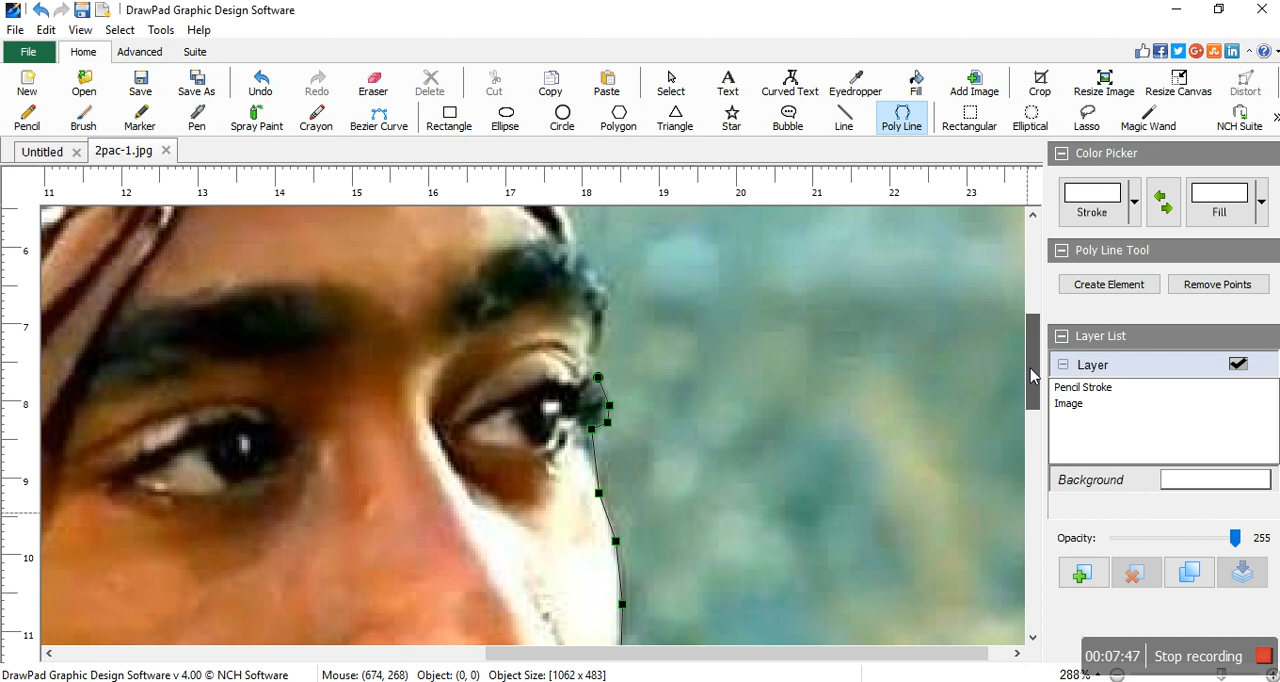 DrawPad Graphic Design Software
File Edit View Select Tools Help
File Home Advanced Suite
New Open Save Save As Undo Redo Eraser Delete Cut Copy Paste Select Text Curved Text Eyedropper Fill Add Image Crop Resize Image Resize Canvas Distort
Pencil Brush Marker Pen Spray Paint Crayon Bezier Curve Rectangle Ellipse Circle Polygon Triangle Star Bubble Line Poly Line Rectangular Elliptical Lasso Magic Wand NCH Suite
Untitled 2pac-1.jpg
Color Picker
11 12 13 14 15 16 17 18 19 20 21 22 23
Stroke Fill
6
Poly Line Tool
Create Element Remove Points
7
Layer List
Layer
Pencil Stroke
Image
8
9
Background
Opacity: 255
10
11
00:07:47 Stop recording
DrawPad Graphic Design Software v 4.00 © NCH Software Mouse: (674, 268) Object: (0, 0) Object Size: [1062 x 483] 288%